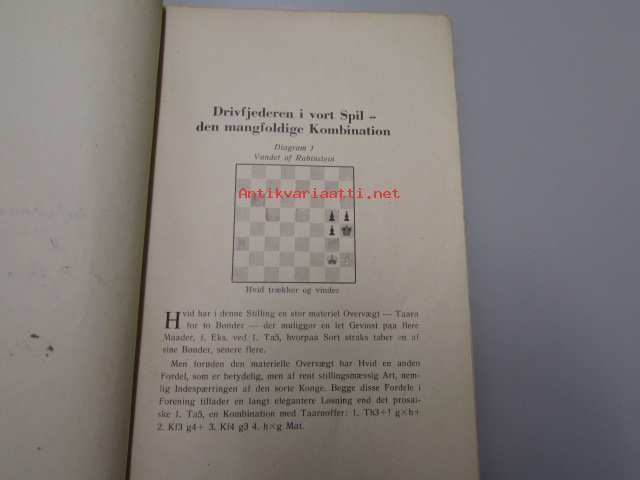 Drivfjederen i vort Spil -
den mangfoldige Kombination
Diagram 1
Vundet af Rubinstein
Antikvariaatti.net
Hvid trækker og vinder
Hvid har i denne Stilling en stor materiel Overvægt — Taarn
for to Bønder — der muliggør en let Gevinst paa flere
Maader, f. Eks. ved 1. Ta5, hvorpaa Sort straks taber en af
sine Bønder, senere flere.
Men foruden den materielle Overvægt har Hvid en anden
Fordel, som er betydelig, men af rent stillingsmæssig Art, nem-
lig Indespærringen af den sorte Konge. Begge disse Fordele i
Forening tillader en langt elegantere Løsning end det prosai-
ske 1. Ta5, en Kombination med Taarnoffer: 1. Th3+! g×h+
2. Kf3 g4+ 3. Kf4 g3 4. h×g Mat.